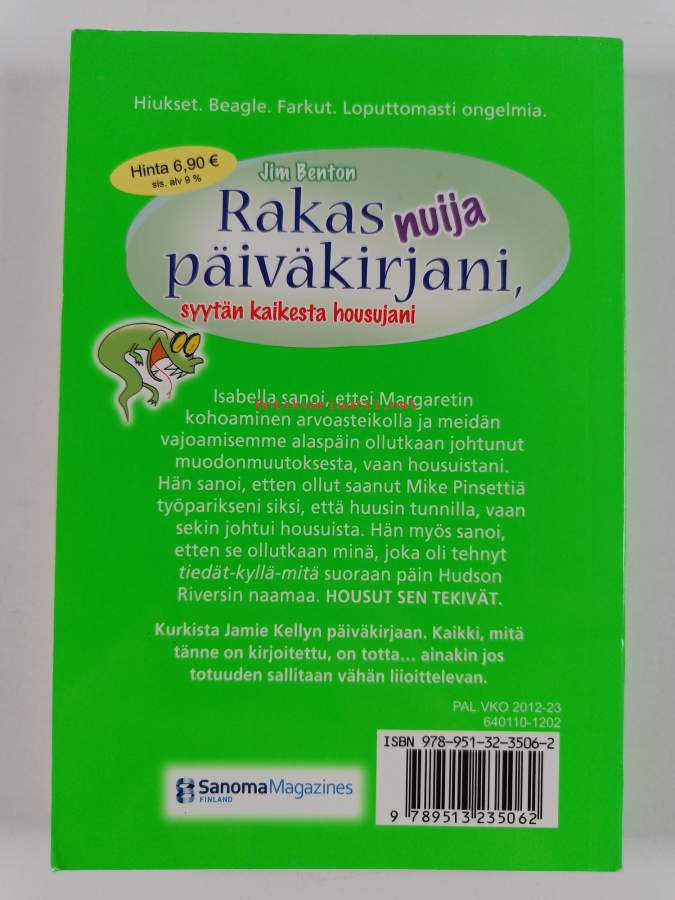 Hiukset. Beagle. Farkut. Loputtomasti ongelmia.
Hinta 6,90 €
sis. alv 9 %
Jim Benton
Rakas nuija
päiväkirjani,
syytän kaikesta housujani
Isabella sanoi, ettei Margaretin
antikvariaatti.net
kohoaminen arvoasteikolla ja meidän
vajoamisemme alaspäin ollutkaan johtunut
muodonmuutoksesta, vaan housuistani.
Hän sanoi, etten ollut saanut Mike Pinsettiä
työparikseni siksi, että huusin tunnilla, vaan
sekin johtui housuista. Hän myös sanoi,
etten se ollutkaan minä, joka oli tehnyt
tiedät-kyllä-mitä suoraan päin Hudson
Riversin naamaa. HOUSUT SEN TEKIVÄT.
Kurkista Jamie Kellyn päiväkirjaan. Kaikki, mitä
tänne on kirjoitettu, on totta... ainakin jos
totuuden sallitaan vähän liioittelevan.
PAL.VKO 2012-23
640110-1202
ISBN 978-951-32-3506-2
9 789513 235062
SanomaMagazines
FINLAND